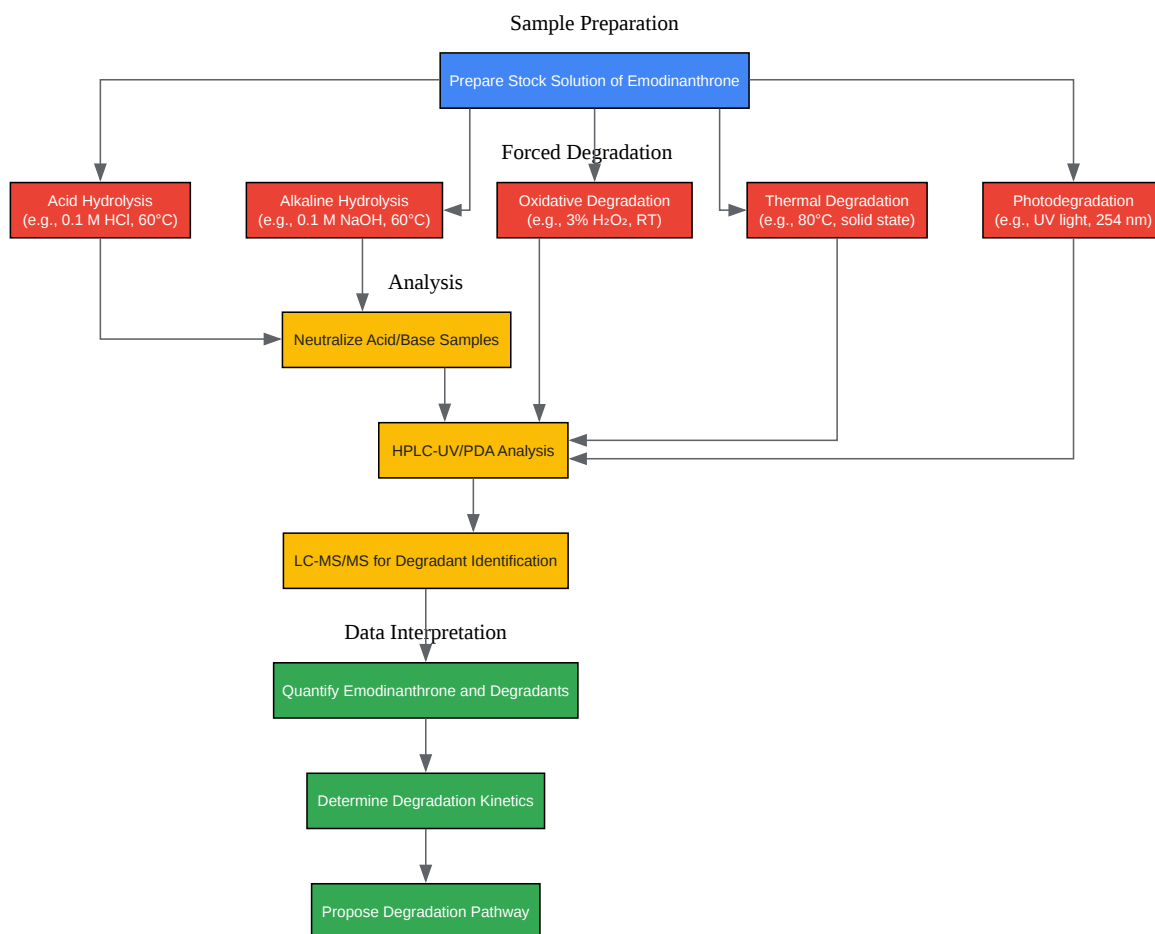 Sample Preparation
Prepare Stock Solution of Emodinanthrone
Forced Degradation
Acid Hydrolysis
(e.g., 0.1 M HCl, 60°C)
Alkaline Hydrolysis
(e.g., 0.1 M NaOH, 60°C)
Oxidative Degradation
(e.g., 3% H₂O₂, RT)
Thermal Degradation
(e.g., 80°C, solid state)
Photodegradation
(e.g., UV light, 254 nm)
Analysis
Neutralize Acid/Base Samples
HPLC-UV/PDA Analysis
LC-MS/MS for Degradant Identification
Data Interpretation
Quantify Emodinanthrone and Degradants
Determine Degradation Kinetics
Propose Degradation Pathway